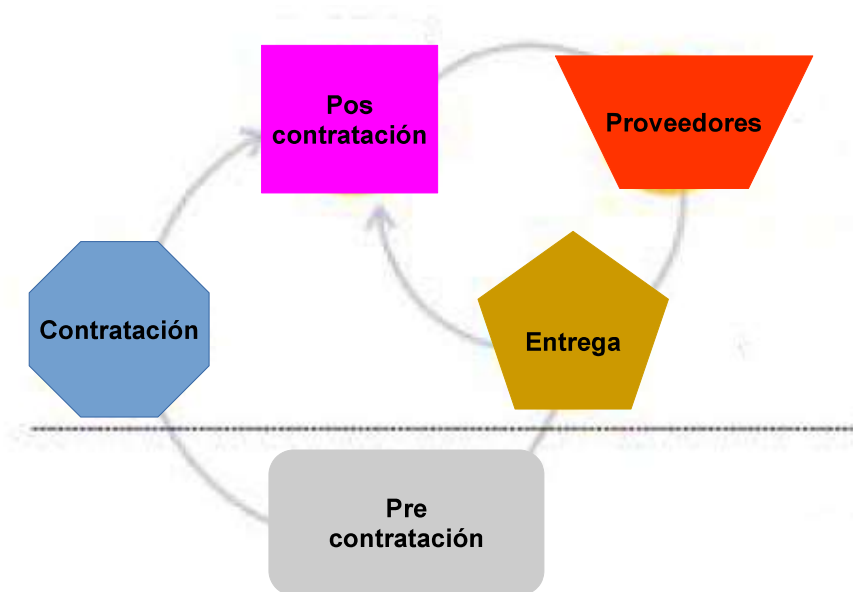 Pos
contratación
Proveedores
Contratación
Entrega
Pre
contratación